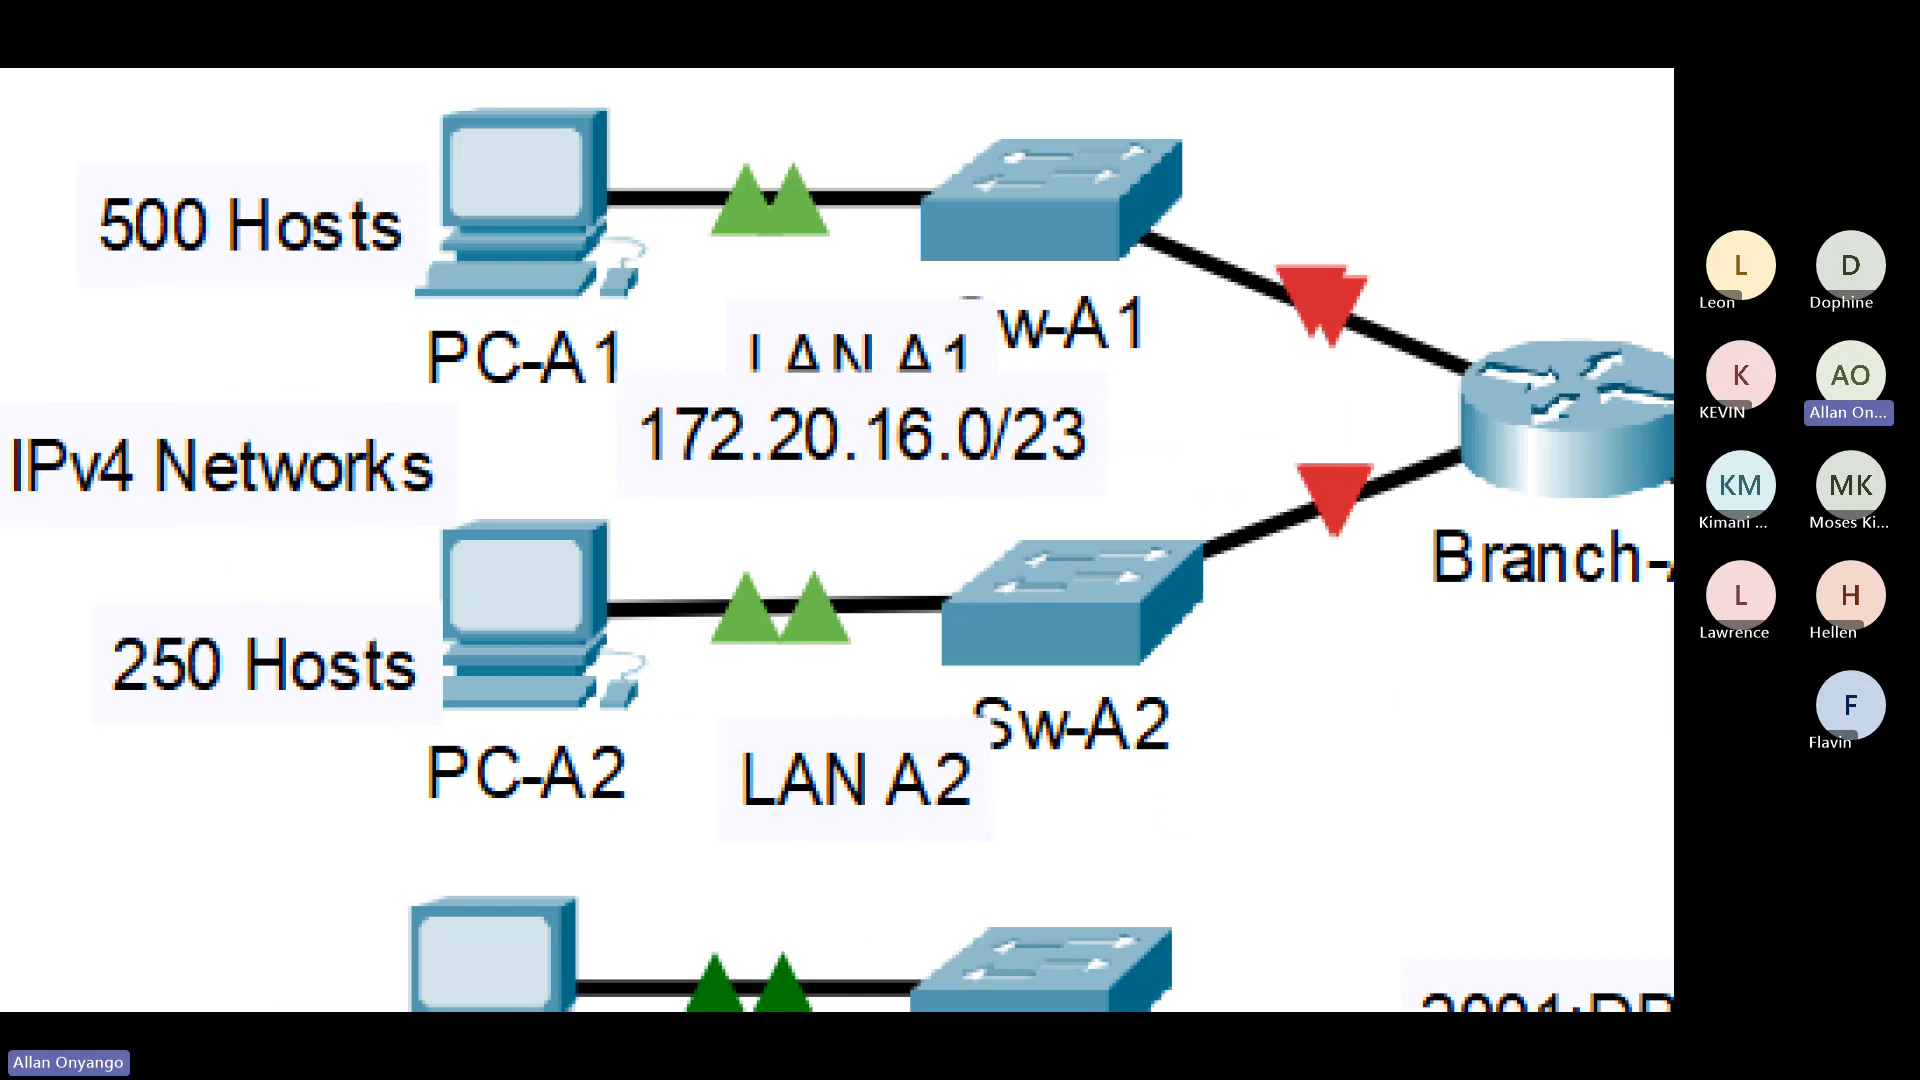 500 Hosts
PC-A1
w-A1
LAN A1
172.20.16.0/23
IPv4 Networks
250 Hosts
PC-A2
Sw-A2
LAN A2
Branch-
L
Leon
D
Dophine
K
KEVIN
AO
Allan On...
KM
Kimani ...
MK
Moses Ki...
L
Lawrence
H
Hellen
F
Flavin
Allan Onyango